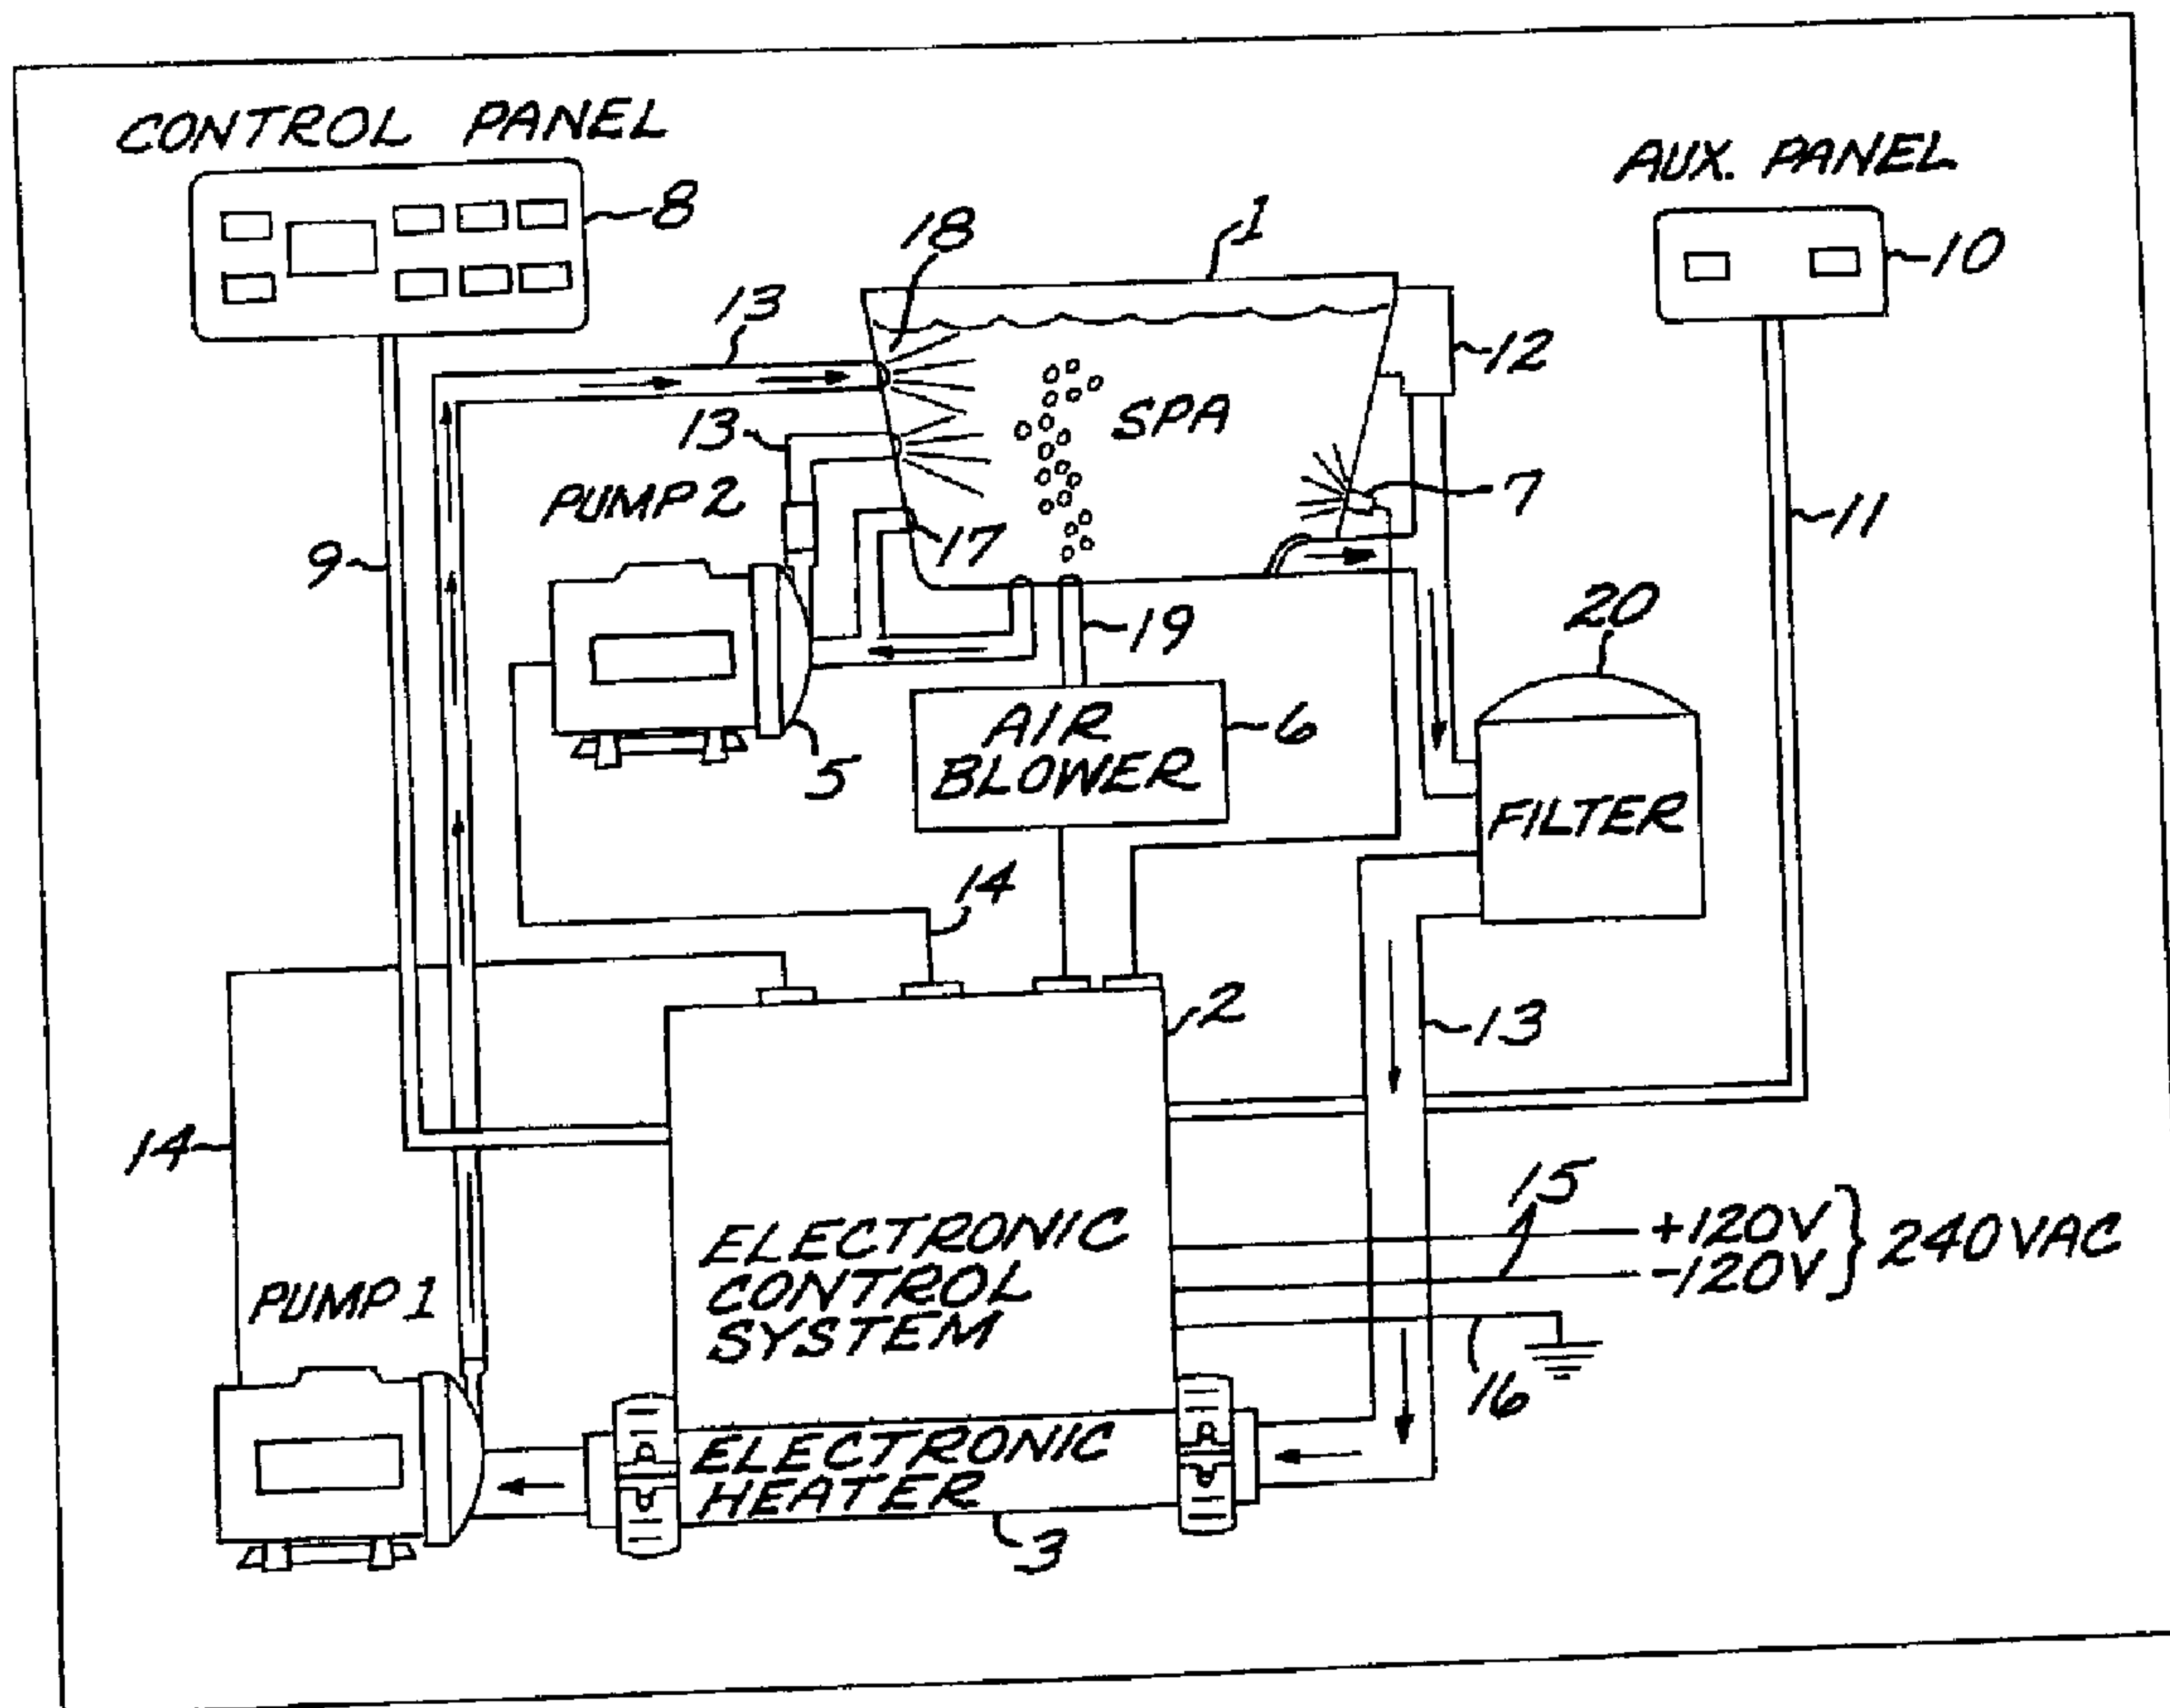 CONTROL PANEL
AUX. PANEL
8
18
1
10
13
12
13
SPA
PUMP 2
7
17
9
11
19
20
6
AIR
BLOWER
5
FILTER
14
2
13
14
15
+120V
-120V
240VAC
ELECTRONIC
CONTROL
SYSTEM
PUMP 1
16
ELECTRONIC
HEATER
3